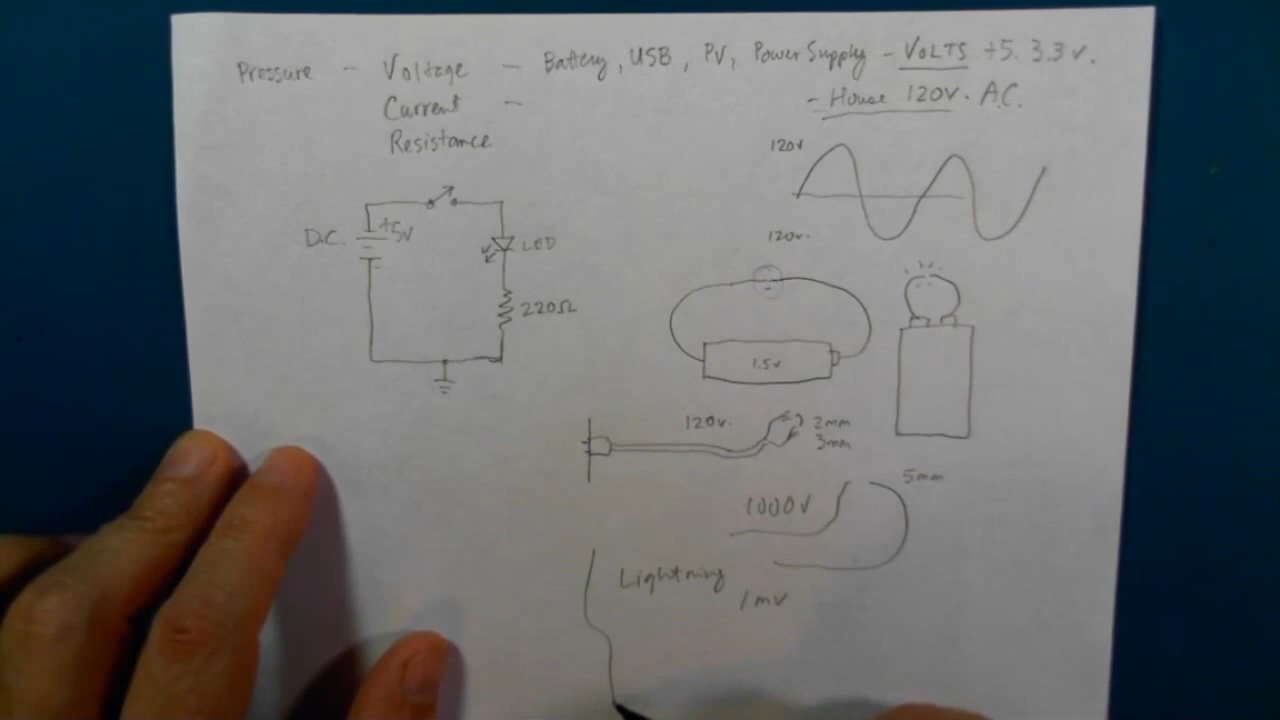 Pressure - Voltage - Battery, USB, PV, Power Supply - VOLTS +5. 3.3v.
Current -
- House 120V. A.C.
Resistance
120v
120v.
D.C.
+5v
LED
220Ω
1.5v
120v.
2mm
3mm
5mm
1000V
Lightning
1mv